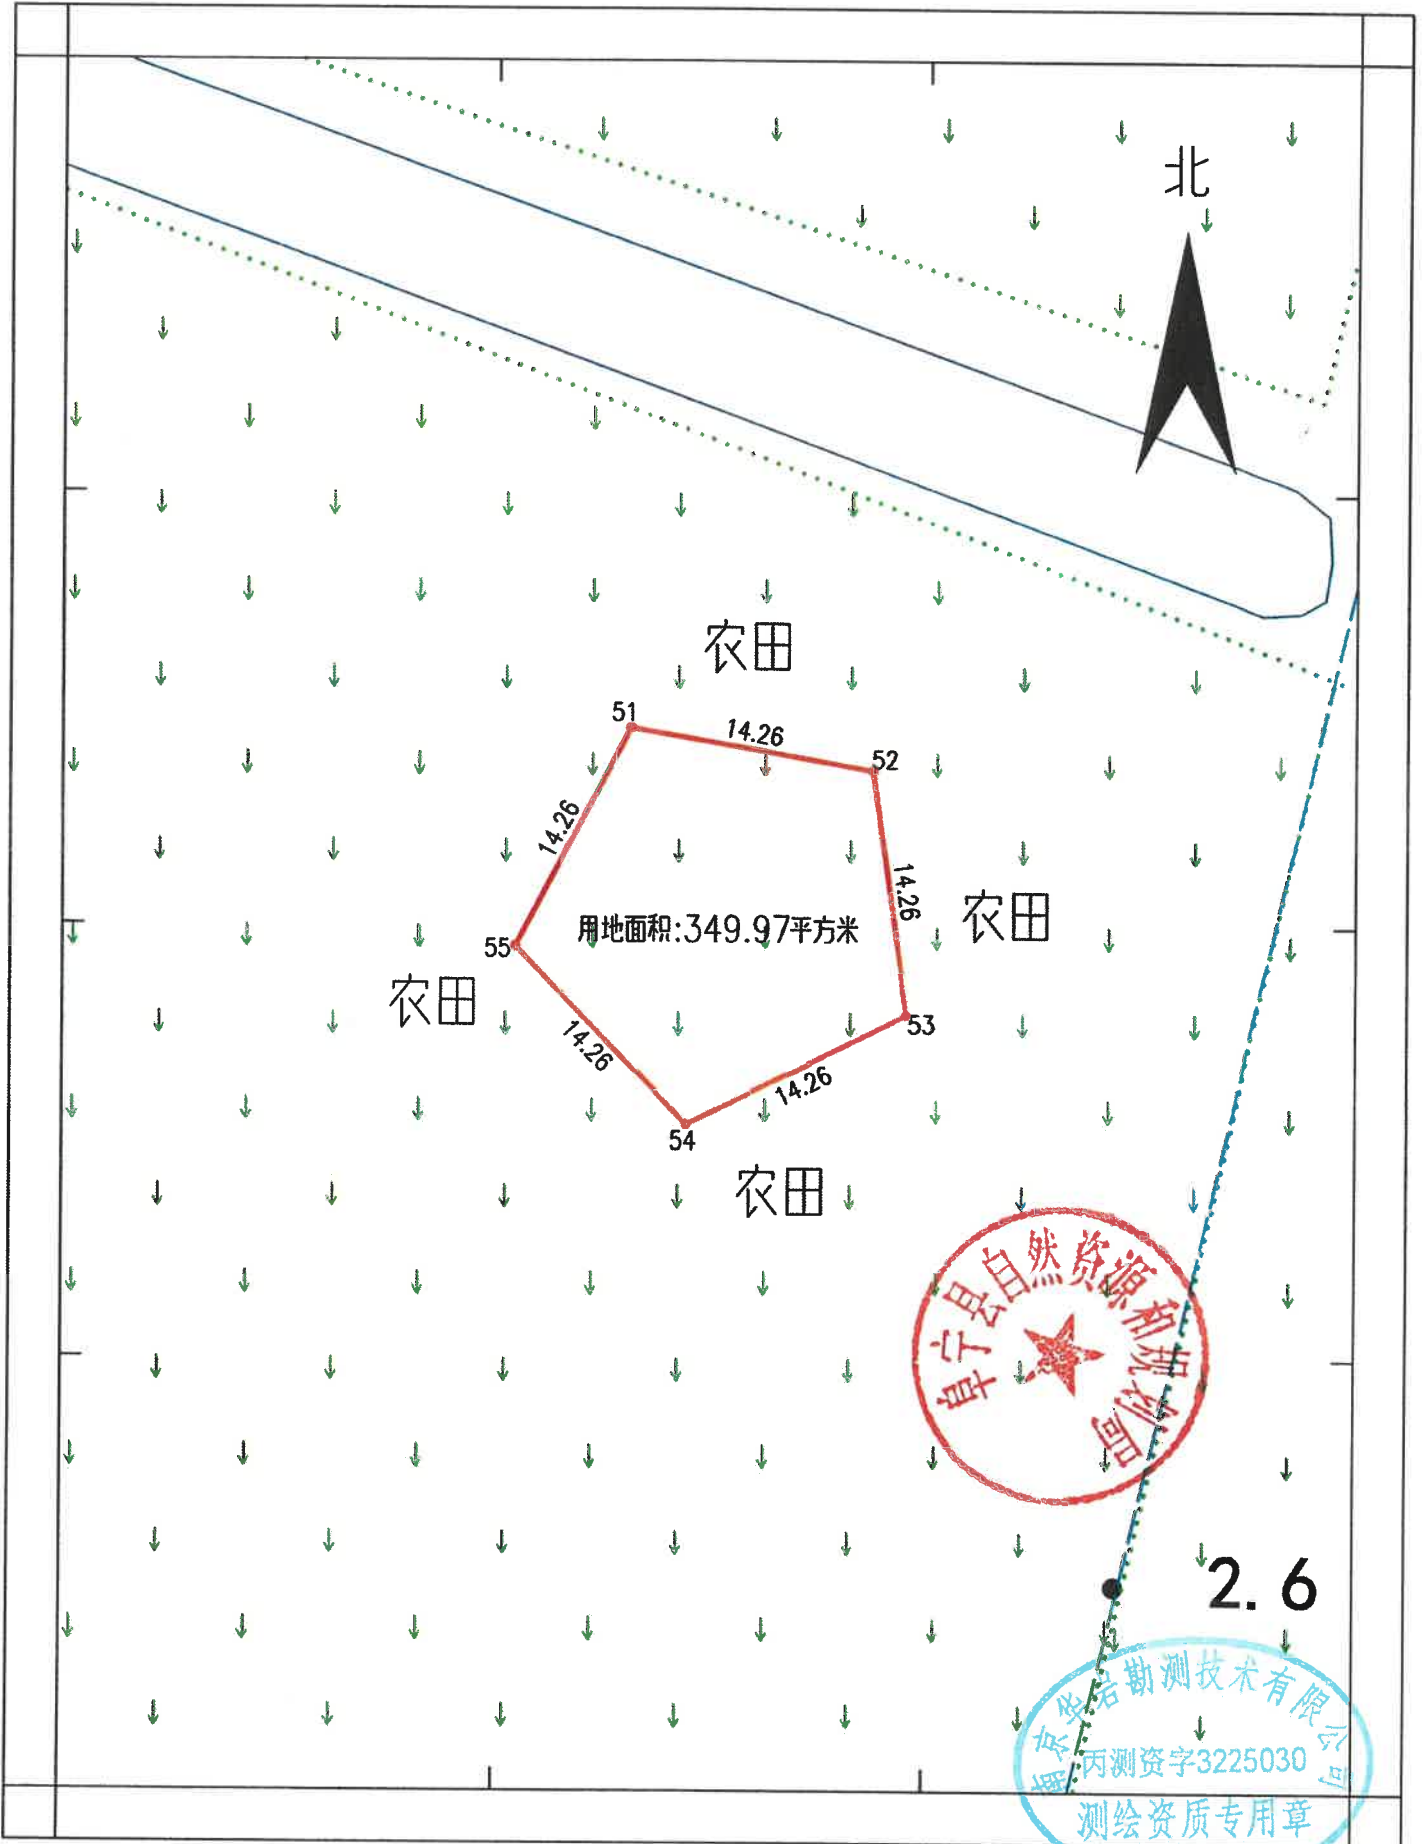 北
农田
51
14.26
52
14.26
14.26
农田
用地面积:349.97平方米
55
农田
53
14.26
14.26
54
农田
阜宁县自然资源和规划局
2.6
南京华岩勘测技术有限公司
丙测资字3225030
测绘资质专用章